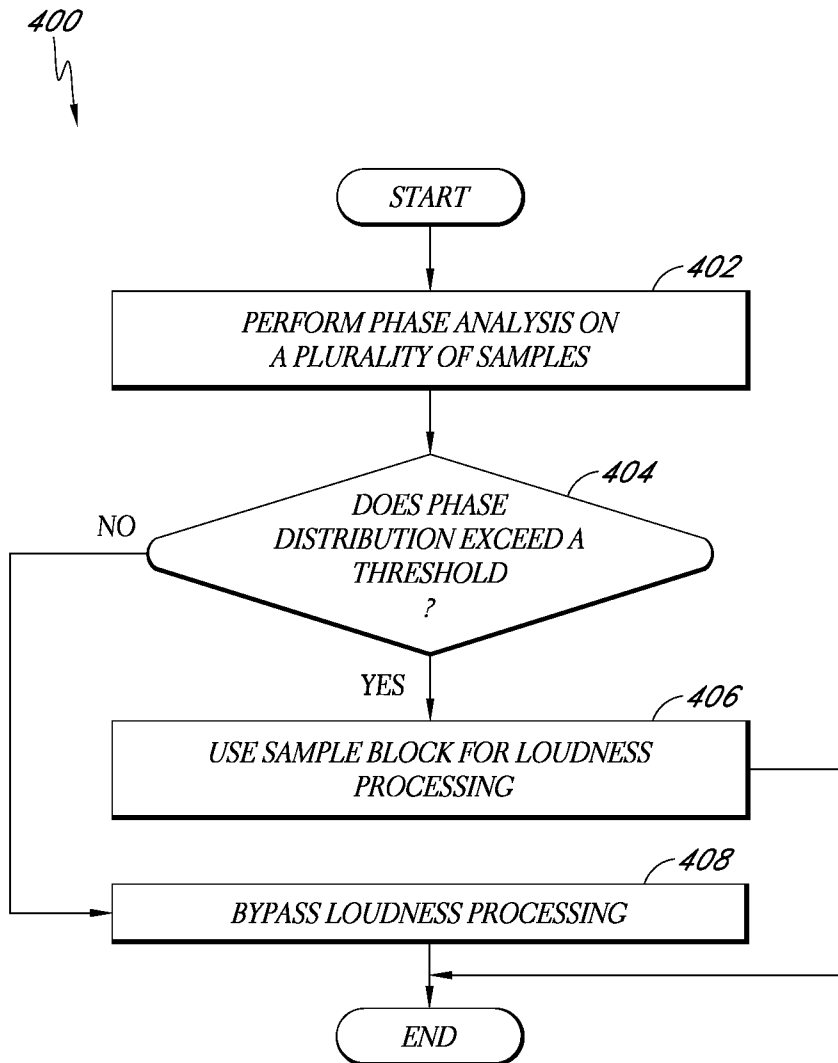 400
START
402
PERFORM PHASE ANALYSIS ON
A PLURALITY OF SAMPLES
404
DOES PHASE
DISTRIBUTION EXCEED A
THRESHOLD
?
NO
YES
406
USE SAMPLE BLOCK FOR LOUDNESS
PROCESSING
408
BYPASS LOUDNESS PROCESSING
END